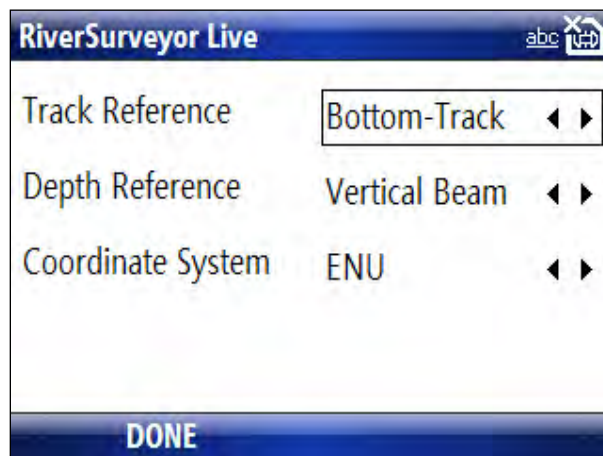 RiverSurveyor Live abc
Track Reference Bottom-Track
Depth Reference Vertical Beam
Coordinate System ENU
DONE